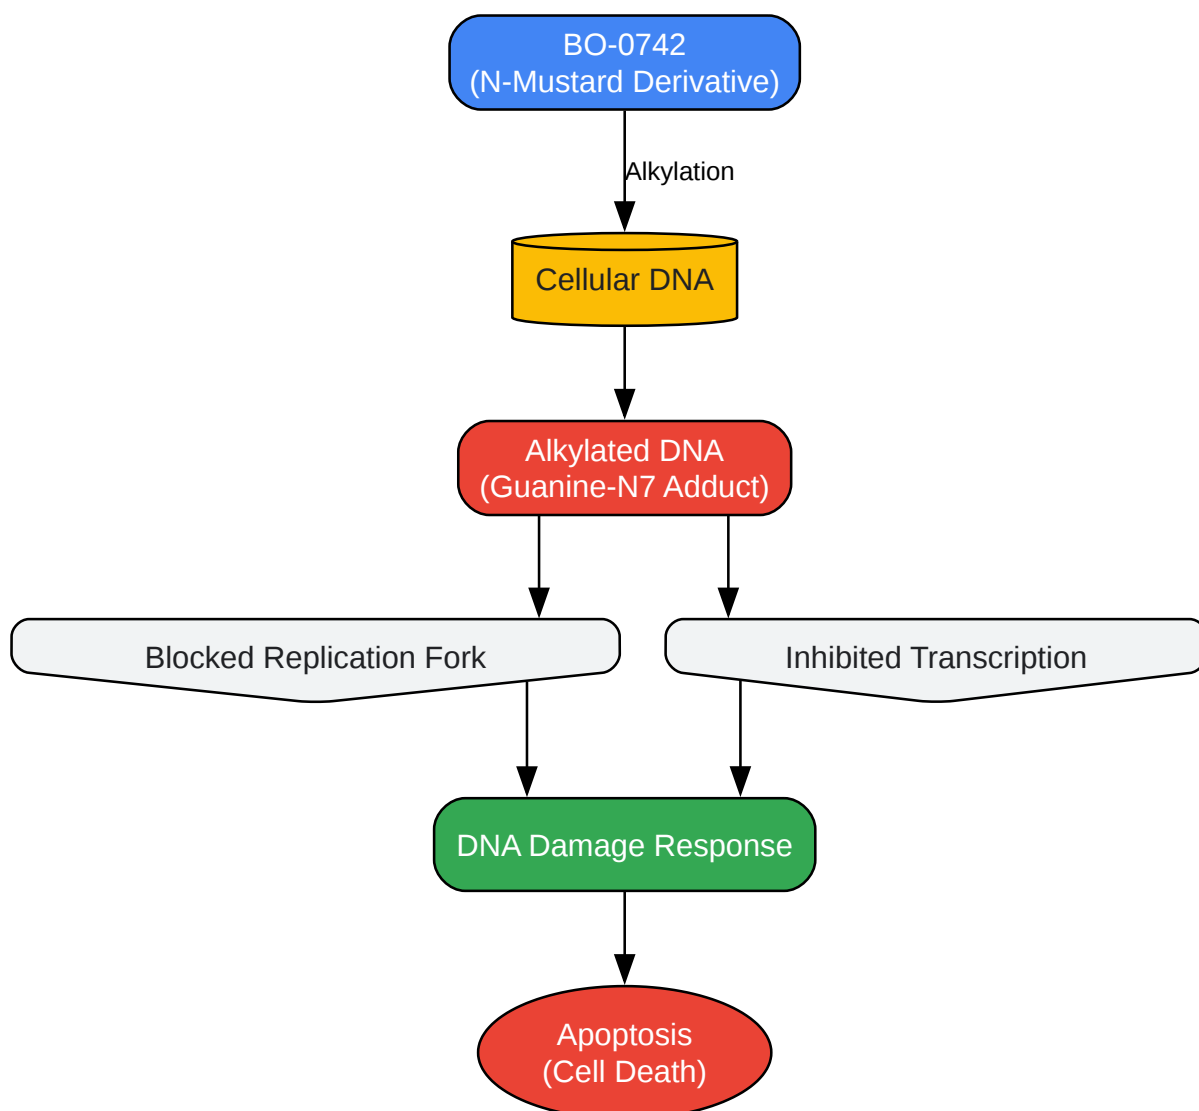 BO-0742
(N-Mustard Derivative)
Alkylation
Cellular DNA
Alkylated DNA
(Guanine-N7 Adduct)
Blocked Replication Fork
Inhibited Transcription
DNA Damage Response
Apoptosis
(Cell Death)